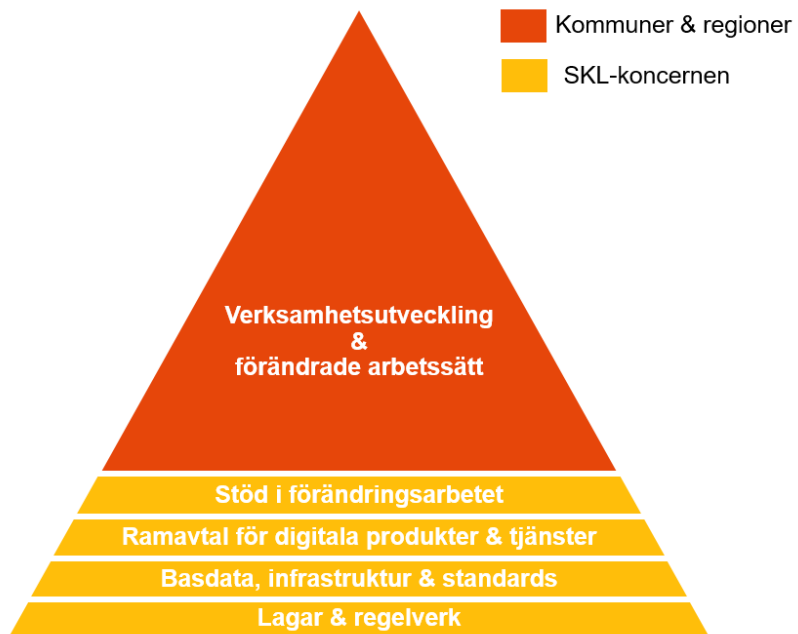 Kommuner & regioner
SKL-koncernen
Verksamhetsutveckling
&
förändrade arbetssätt
Stöd i förändringsarbetet
Ramavtal för digitala produkter & tjänster
Basdata, infrastruktur & standards
Lagar & regelverk